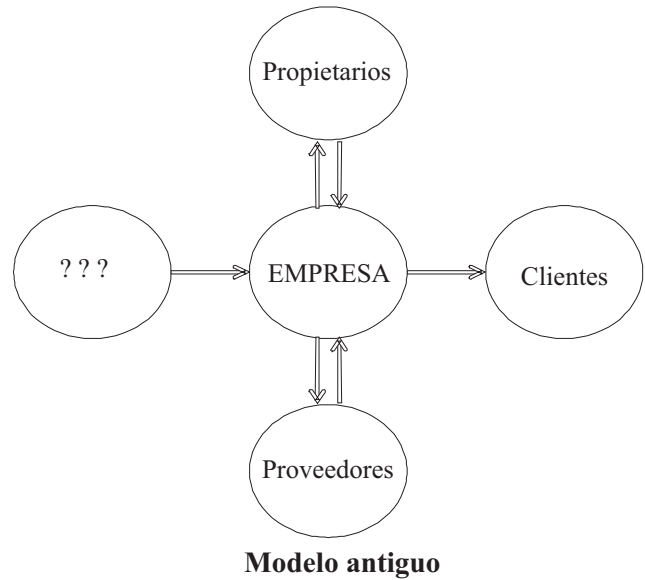 Propietarios
? ? ?
EMPRESA
Clientes
Proveedores
Modelo antiguo